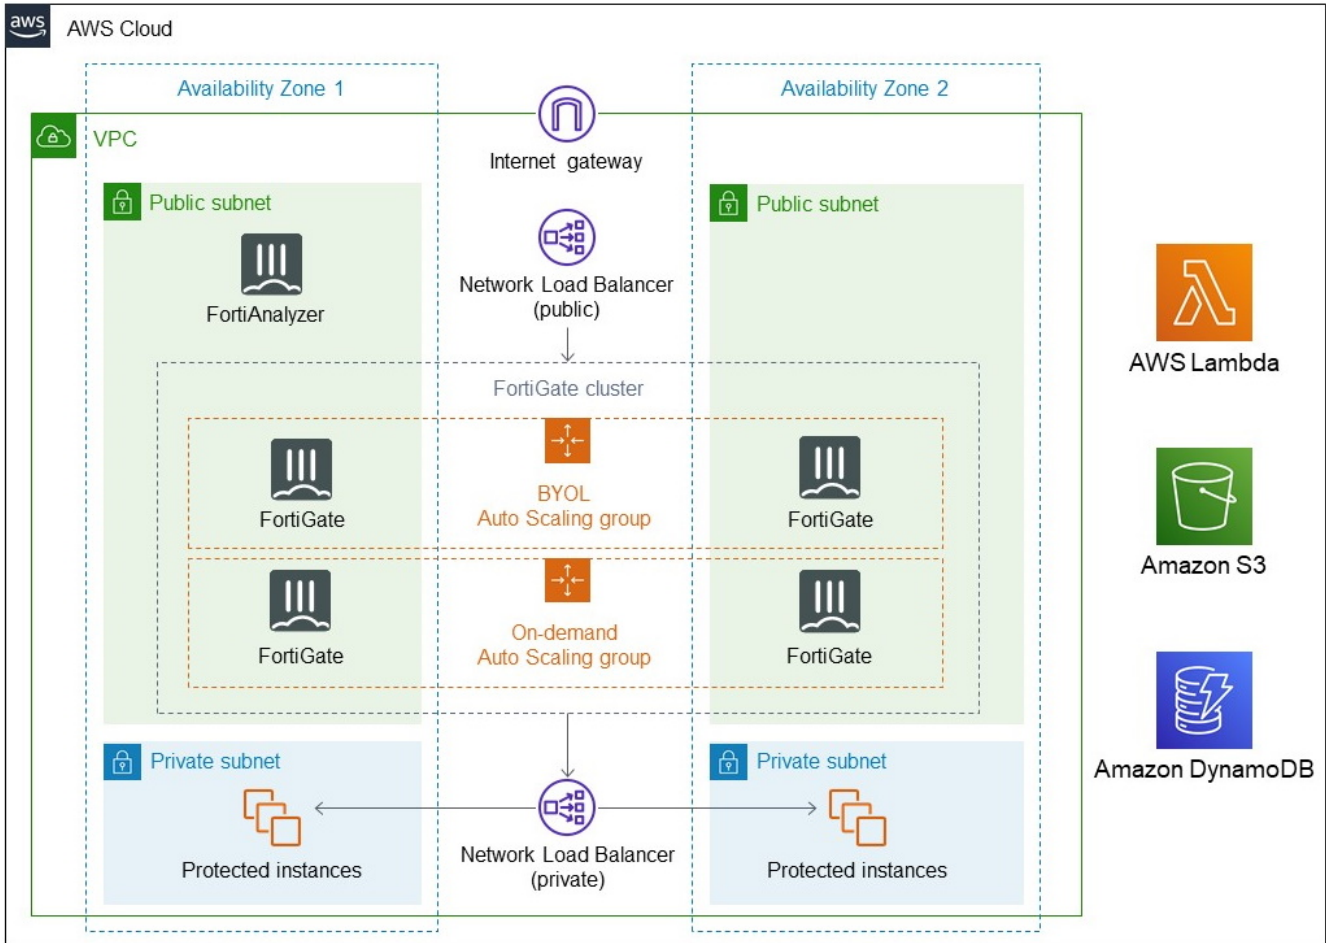 aws
AWS Cloud
Availability Zone 1
Availability Zone 2
VPC
Internet gateway
Public subnet
Public subnet
FortiAnalyzer
Network Load Balancer
(public)
AWS Lambda
FortiGate cluster
FortiGate
BYOL
Auto Scaling group
FortiGate
Amazon S3
FortiGate
On-demand
Auto Scaling group
FortiGate
Private subnet
Private subnet
Amazon DynamoDB
Protected instances
Network Load Balancer
(private)
Protected instances